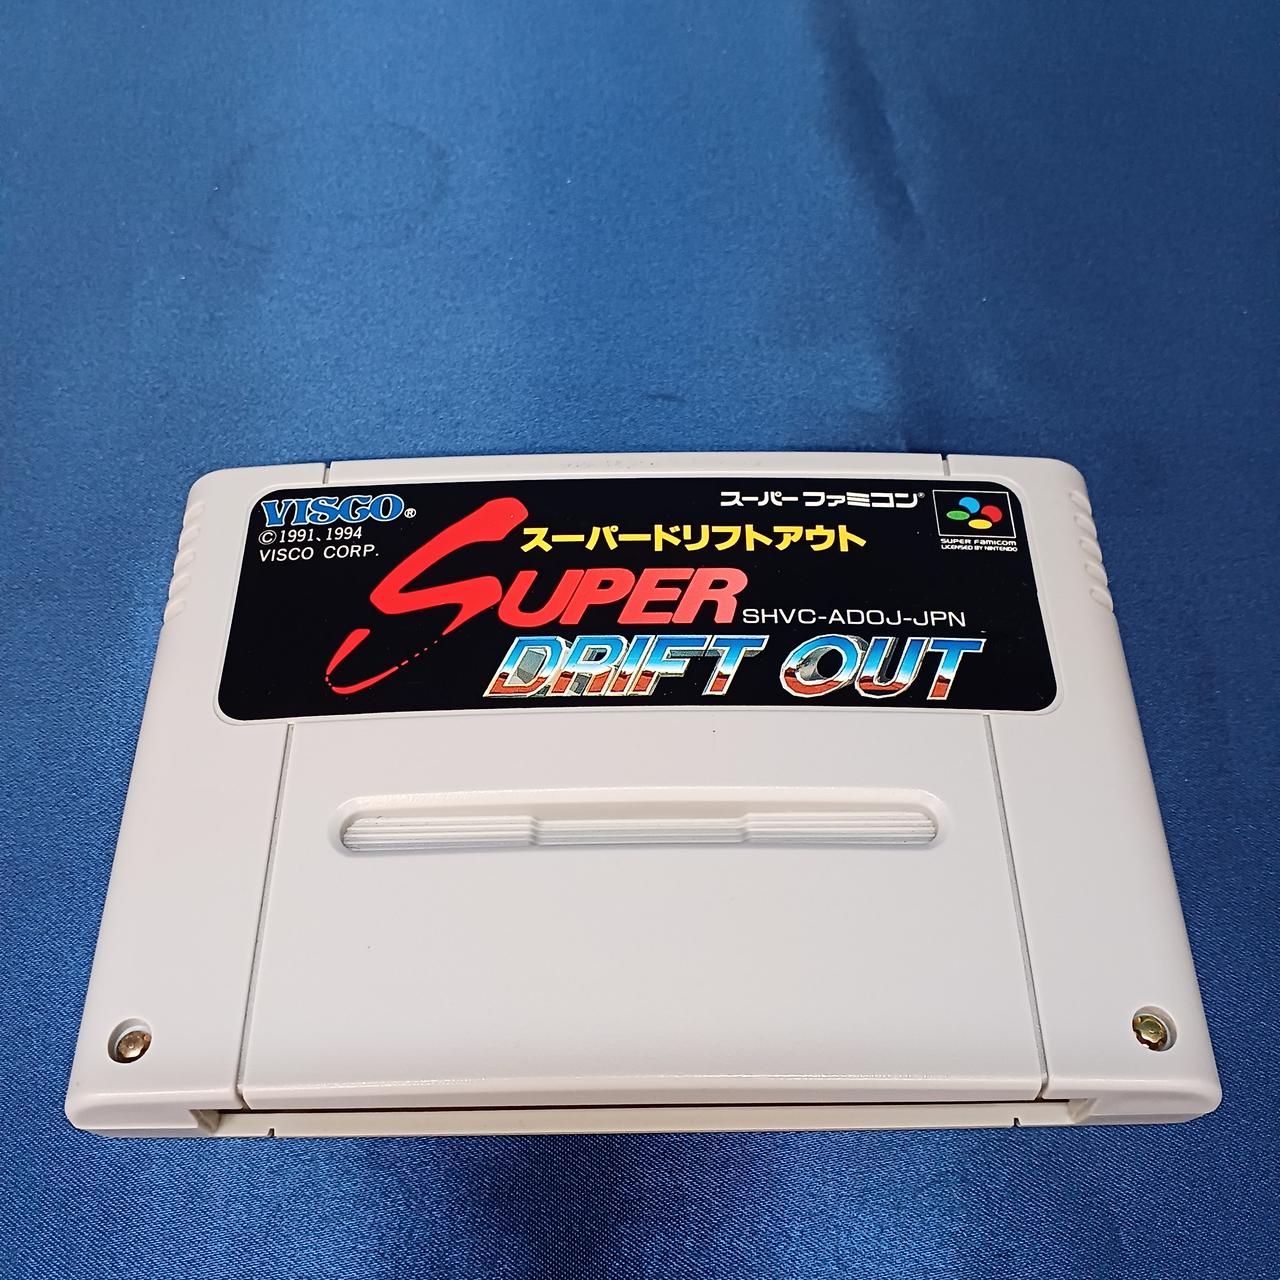 VISCO®
©1991、1994
VISCO CORP.
スーパーファミコン®
SUPER FAMICOM
LICENSED BY NINTENDO
スーパードリフトアウト
SUPER
SHVC-ADOJ-JPN
DRIFT OUT